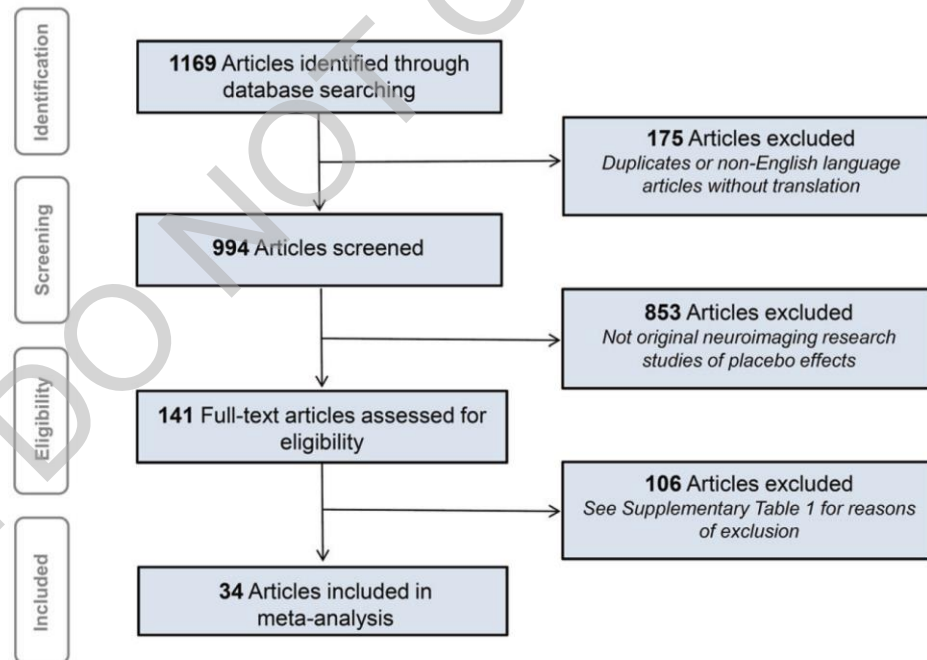 Identification
1169 Articles identified through
database searching
175 Articles excluded
Duplicates or non-English language
articles without translation
Screening
994 Articles screened
853 Articles excluded
Not original neuroimaging research
studies of placebo effects
Eligibility
141 Full-text articles assessed for
eligibility
106 Articles excluded
See Supplementary Table 1 for reasons
of exclusion
Included
34 Articles included in
meta-analysis
DO NOT